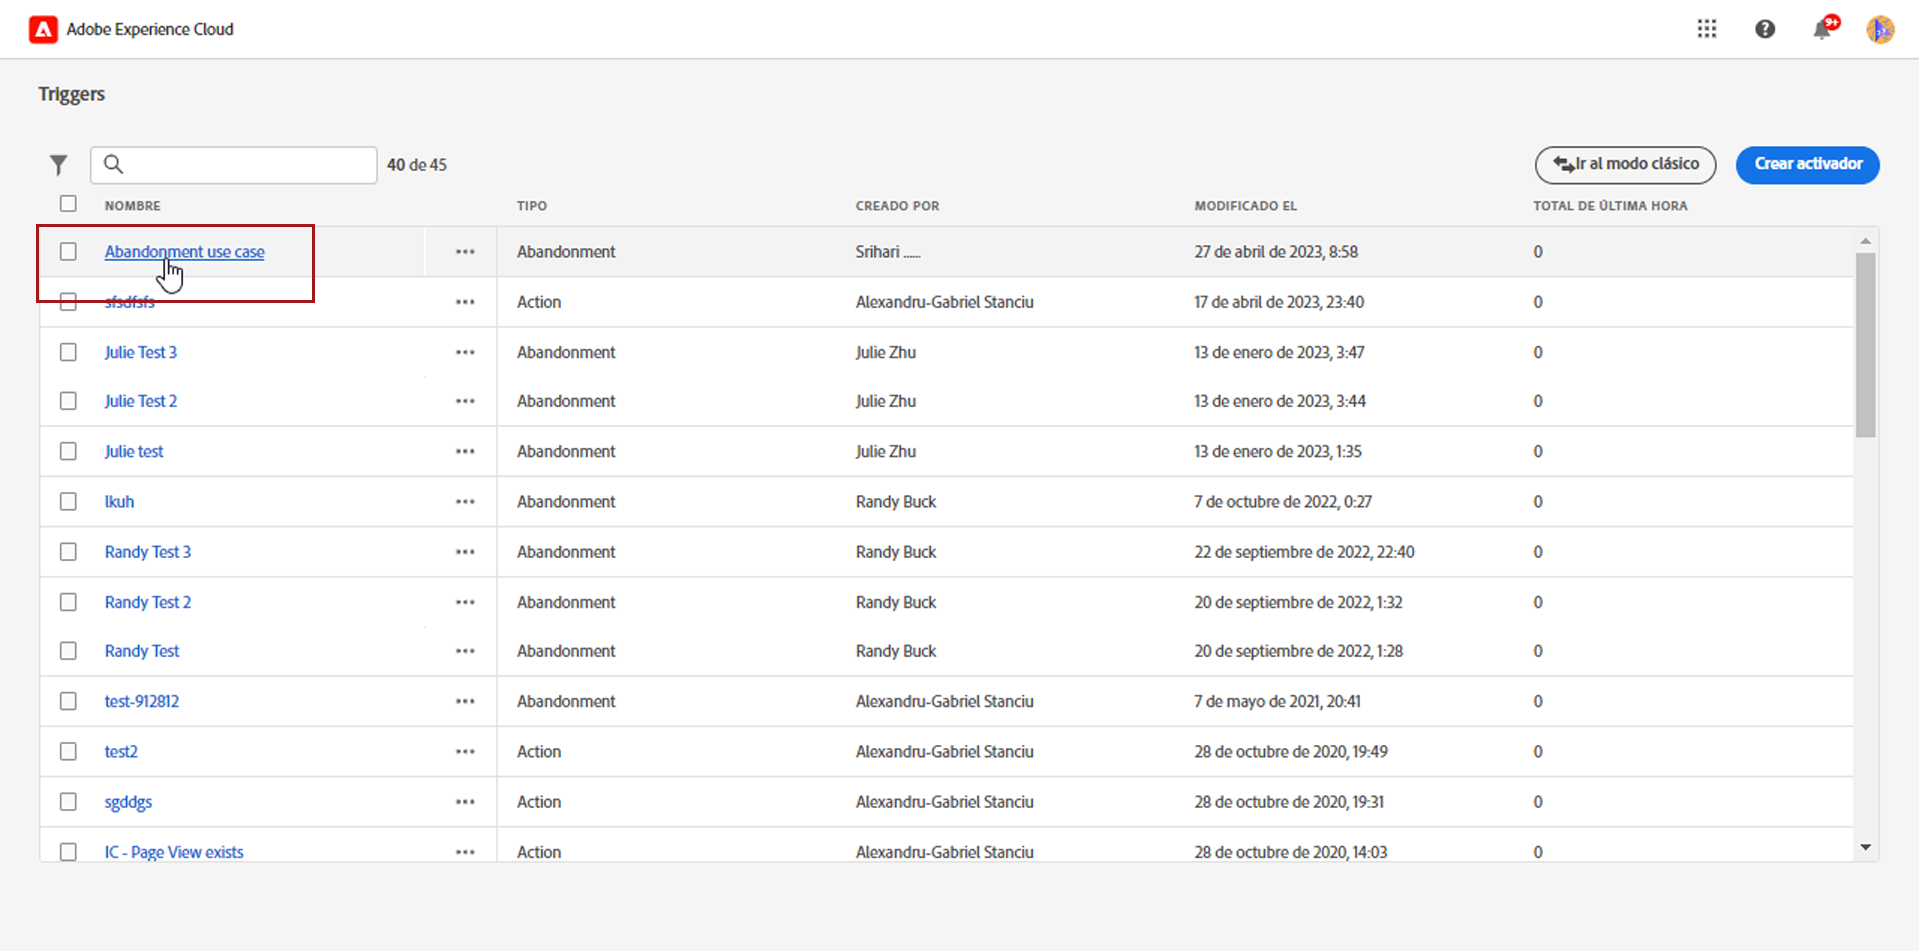 Adobe Experience Cloud
9+
Triggers
40 de 45
Ir al modo clásico
Crear activador
NOMBRE TIPO CREADO POR MODIFICADO EL TOTAL DE ÚLTIMA HORA
Abandonment use case ••• Abandonment Srihari ...... 27 de abril de 2023, 8:58 0
sfsdfsfs ••• Action Alexandru-Gabriel Stanciu 17 de abril de 2023, 23:40 0
Julie Test 3 ••• Abandonment Julie Zhu 13 de enero de 2023, 3:47 0
Julie Test 2 ••• Abandonment Julie Zhu 13 de enero de 2023, 3:44 0
Julie test ••• Abandonment Julie Zhu 13 de enero de 2023, 1:35 0
lkuh ••• Abandonment Randy Buck 7 de octubre de 2022, 0:27 0
Randy Test 3 ••• Abandonment Randy Buck 22 de septiembre de 2022, 22:40 0
Randy Test 2 ••• Abandonment Randy Buck 20 de septiembre de 2022, 1:32 0
Randy Test ••• Abandonment Randy Buck 20 de septiembre de 2022, 1:28 0
test-912812 ••• Abandonment Alexandru-Gabriel Stanciu 7 de mayo de 2021, 20:41 0
test2 ••• Action Alexandru-Gabriel Stanciu 28 de octubre de 2020, 19:49 0
sgddgs ••• Action Alexandru-Gabriel Stanciu 28 de octubre de 2020, 19:31 0
IC - Page View exists ••• Action Alexandru-Gabriel Stanciu 28 de octubre de 2020, 14:03 0